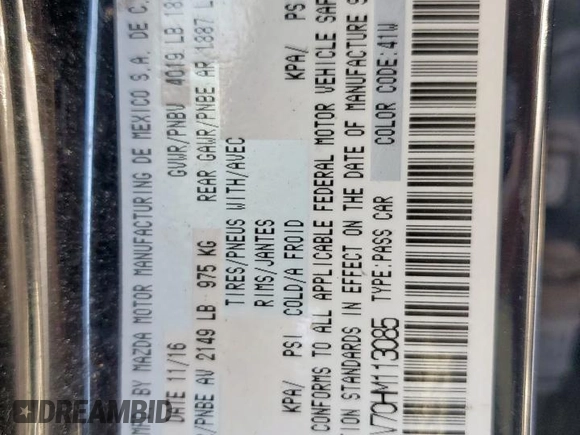 BY MAZDA MOTOR MANUFACTURING DE MEXICO S.A. DE C.
DATE 11/16 GVWR/PNBV 4019 LB
/PNBE AV 2149 LB 975 KG REAR GAWR/PNBE AR 1887 L
TIRES/PNEUS WITH/AVEC
RIMS/JANTES
KPA/ PSI COLD/A FROID KPA/ PS
CONFORMS TO ALL APPLICABLE FEDERAL MOTOR VEHICLE SAF
TION STANDARDS IN EFFECT ON THE DATE OF MANUFACTURE S
V7CHM113085 TYPE:PASS CAR COLOR CODE:41W
DREAMBID